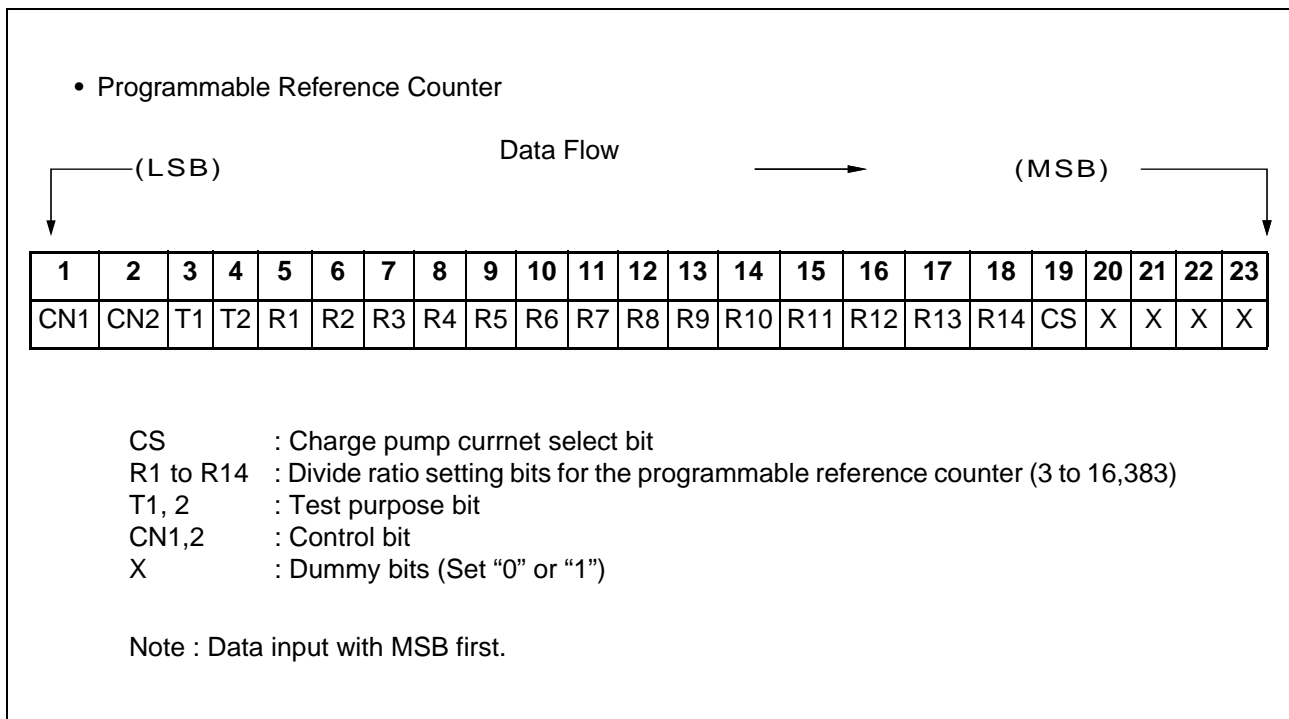 • Programmable Reference Counter
Data Flow
(LSB) (MSB)
1 2 3 4 5 6 7 8 9 10 11 12 13 14 15 16 17 18 19 20 21 22 23
CN1 CN2 T1 T2 R1 R2 R3 R4 R5 R6 R7 R8 R9 R10 R11 R12 R13 R14 CS X X X X
CS : Charge pump currnet select bit
R1 to R14 : Divide ratio setting bits for the programmable reference counter (3 to 16,383)
T1, 2 : Test purpose bit
CN1,2 : Control bit
X : Dummy bits (Set “0” or “1”)
Note : Data input with MSB first.